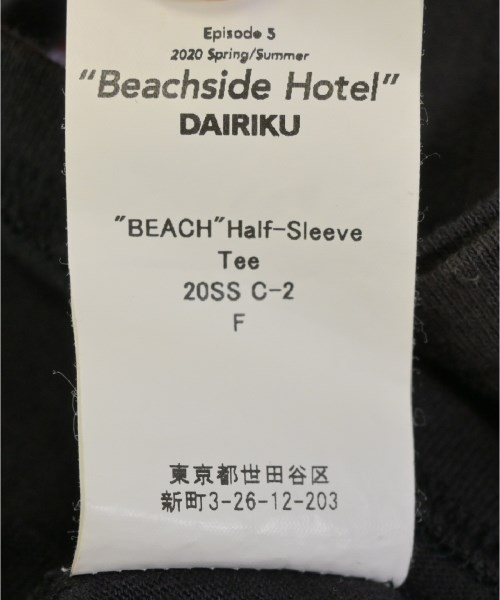 Episode 5
2020 Spring/Summer
“Beachside Hotel”
DAIRIKU
"BEACH"Half-Sleeve
Tee
20SS C-2
F
東京都世田谷区
新町3-26-12-203